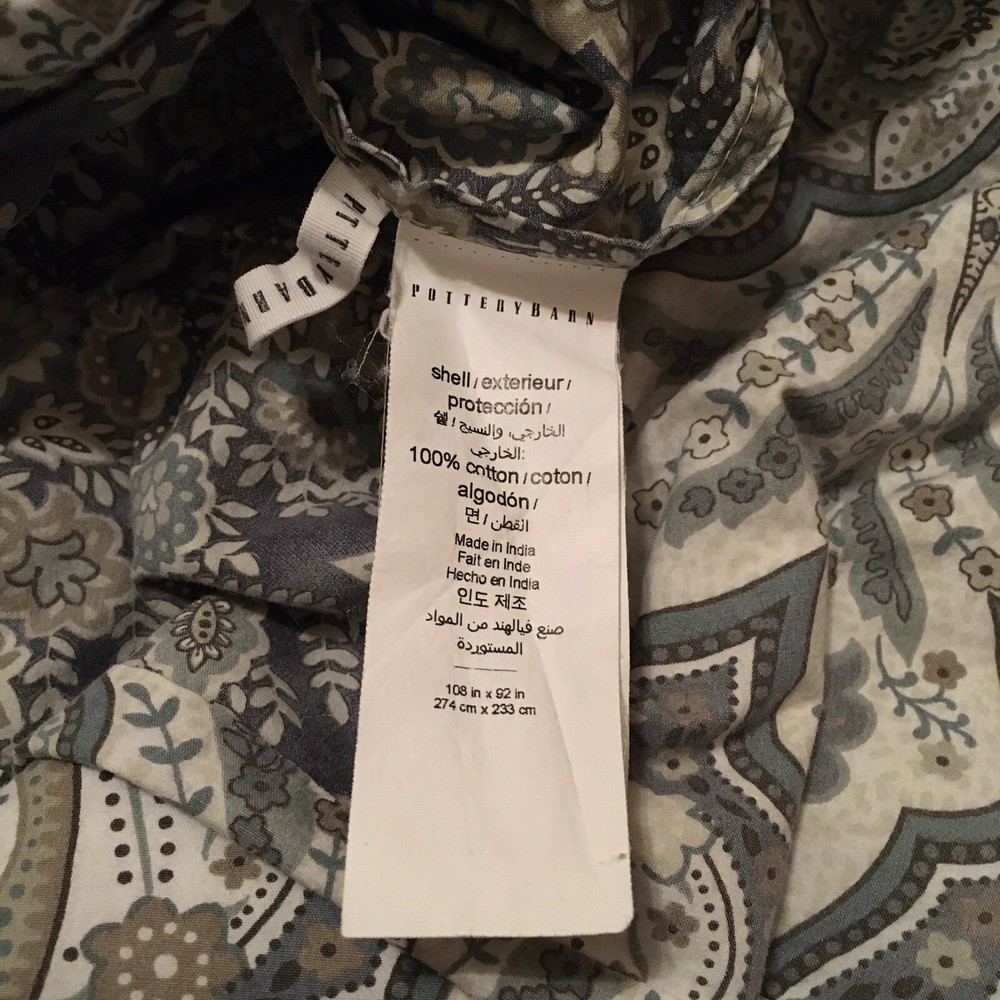 POTTERYBARN
ATTEYBARN
shell / exterieur /
protección /
쉘 / الخارجي، والنسيج
الخارجي:
100% cotton / coton /
algodón /
면 / القطن
Made in India
Fait en Inde
Hecho en India
인도 제조
صنع فيالهند من المواد
المستوردة
108 in x 92 in
274 cm x 233 cm